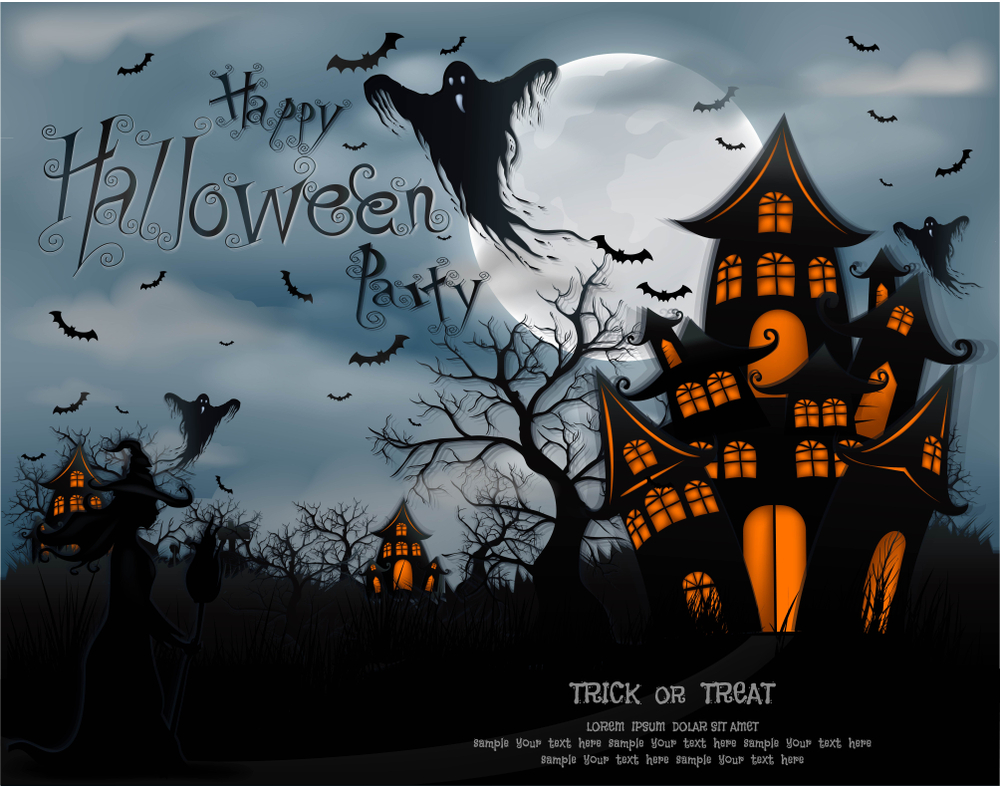 Happy
Halloween
Party
TRICK OR TREAT
LOREM IPSUM DOLAR SIT AMET
sample your text here sample your text here sample your text here
sample your text here sample your text here